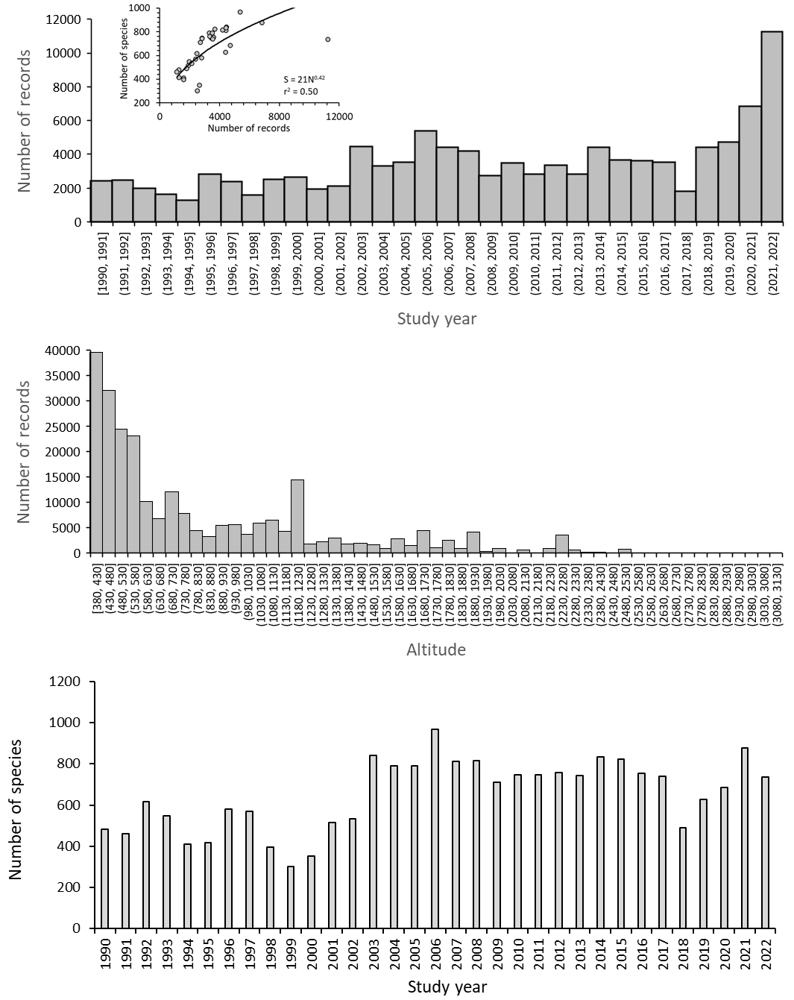 Number of records
12000
10000
8000
6000
4000
2000
0
Number of species
1000
800
600
400
200
S = 21N0.42
r2 = 0.50
0 4000 8000 12000
Number of records
[1990, 1991] (1991, 1992] (1992, 1993] (1993, 1994] (1994, 1995] (1995, 1996] (1996, 1997] (1997, 1998] (1998, 1999] (1999, 2000] (2000, 2001] (2001, 2002] (2002, 2003] (2003, 2004] (2004, 2005] (2005, 2006] (2006, 2007] (2007, 2008] (2008, 2009] (2009, 2010] (2010, 2011] (2011, 2012] (2012, 2013] (2013, 2014] (2014, 2015] (2015, 2016] (2016, 2017] (2017, 2018] (2018, 2019] (2019, 2020] (2020, 2021] (2021, 2022]
Study year
Number of records
40000
35000
30000
25000
20000
15000
10000
5000
0
[380, 430] (430, 480] (480, 530] (530, 580] (580, 630] (630, 680] (680, 730] (730, 780] (780, 830] (830, 880] (880, 930] (930, 980] (980, 1030] (1030, 1080] (1080, 1130] (1130, 1180] (1180, 1230] (1230, 1280] (1280, 1330] (1330, 1380] (1380, 1430] (1430, 1480] (1480, 1530] (1530, 1580] (1580, 1630] (1630, 1680] (1680, 1730] (1730, 1780] (1780, 1830] (1830, 1880] (1880, 1930] (1930, 1980] (1980, 2030] (2030, 2080] (2080, 2130] (2130, 2180] (2180, 2230] (2230, 2280] (2280, 2330] (2330, 2380] (2380, 2430] (2430, 2480] (2480, 2530] (2530, 2580] (2580, 2630] (2630, 2680] (2680, 2730] (2730, 2780] (2780, 2830] (2830, 2880] (2880, 2930] (2930, 2980] (2980, 3030] (3030, 3080] (3080, 3130]
Altitude
Number of species
1200
1000
800
600
400
200
0
1990 1991 1992 1993 1994 1995 1996 1997 1998 1999 2000 2001 2002 2003 2004 2005 2006 2007 2008 2009 2010 2011 2012 2013 2014 2015 2016 2017 2018 2019 2020 2021 2022
Study year